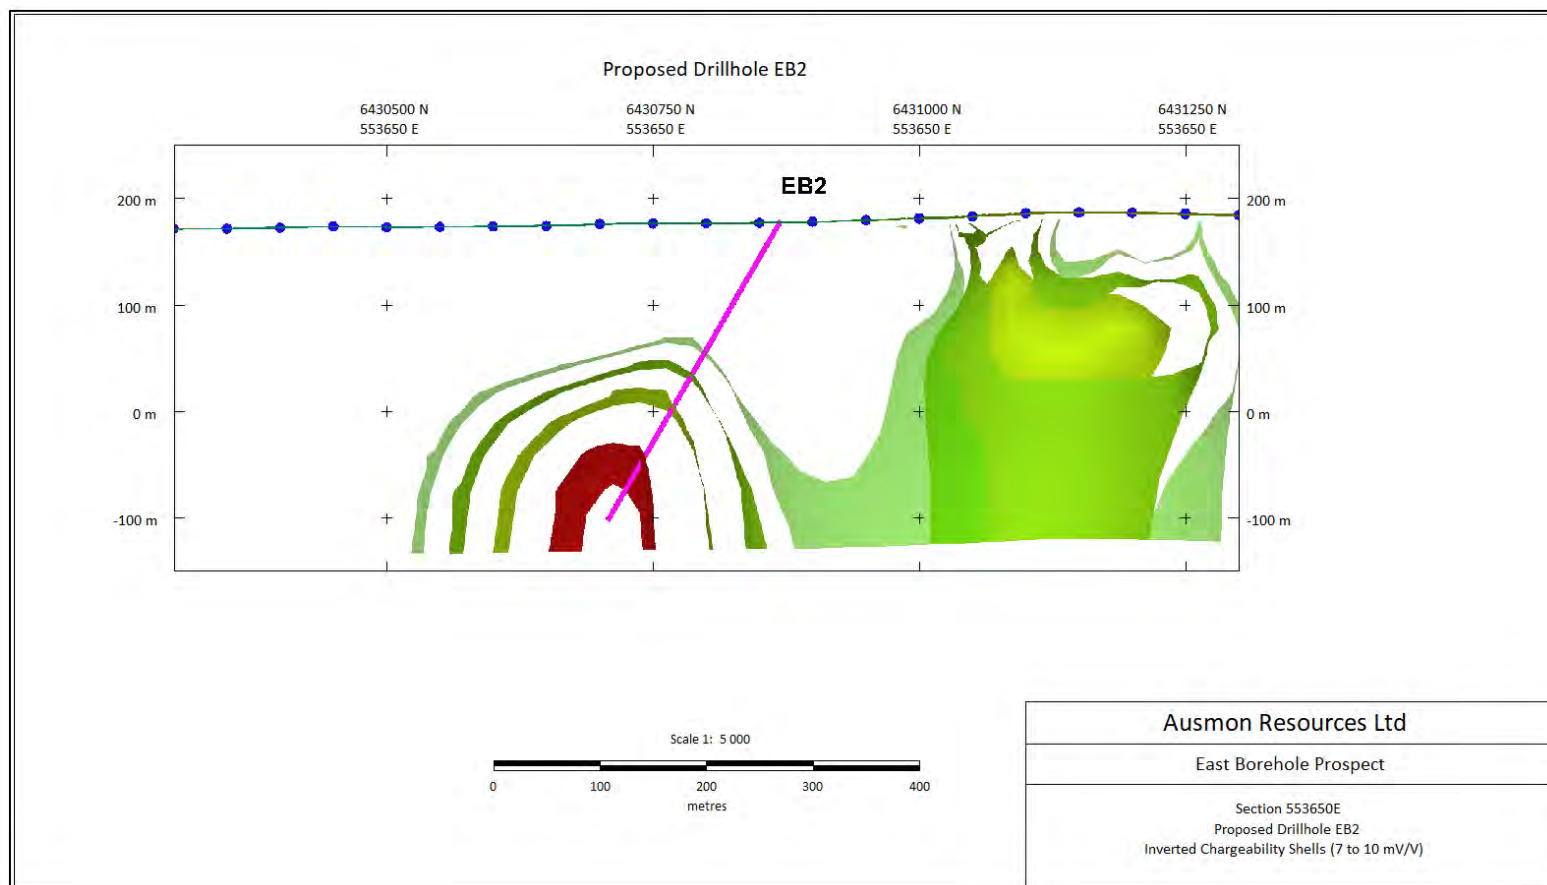 Proposed Drillhole EB2
6430500 N 6430750 N 6431000 N 6431250 N
553650 E 553650 E 553650 E 553650 E
EB2
200 m 200 m
100 m 100 m
0 m 0 m
-100 m -100 m
Scale 1: 5 000
0 100 200 300 400
metres
Ausmon Resources Ltd
East Borehole Prospect
Section 553650E
Proposed Drillhole EB2
Inverted Chargeability Shells (7 to 10 mV/V)